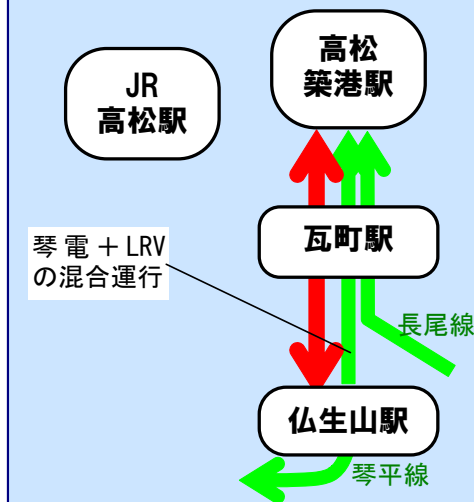 JR
高松駅
高松
築港駅
瓦町駅
琴電＋LRV
の混合運行
長尾線
仏生山駅
琴平線